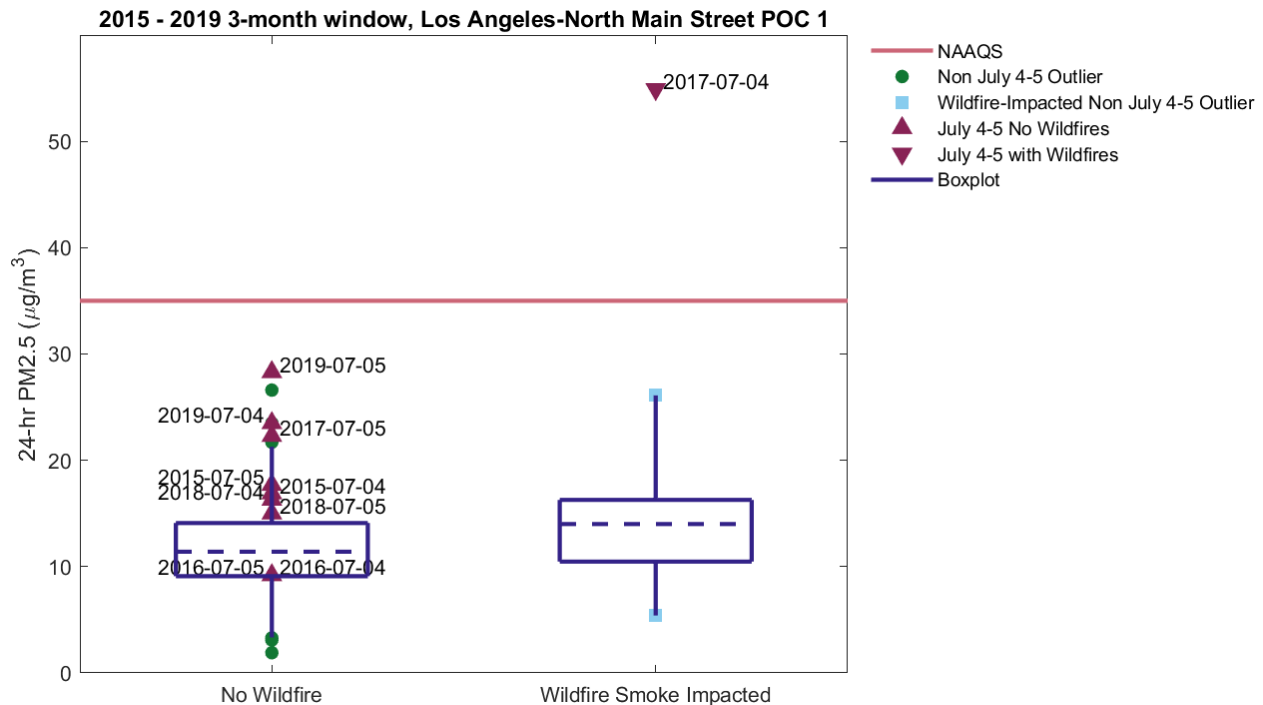 2015 - 2019 3-month window, Los Angeles-North Main Street POC 1
24-hr PM2.5 (μg/m³)
50
40
30
20
10
0
2017-07-04
2019-07-05
2019-07-04
2017-07-05
2015-07-05
2015-07-04
2018-07-04
2018-07-05
2016-07-05
2016-07-04
No Wildfire
Wildfire Smoke Impacted
NAAQS
Non July 4-5 Outlier
Wildfire-Impacted Non July 4-5 Outlier
July 4-5 No Wildfires
July 4-5 with Wildfires
Boxplot